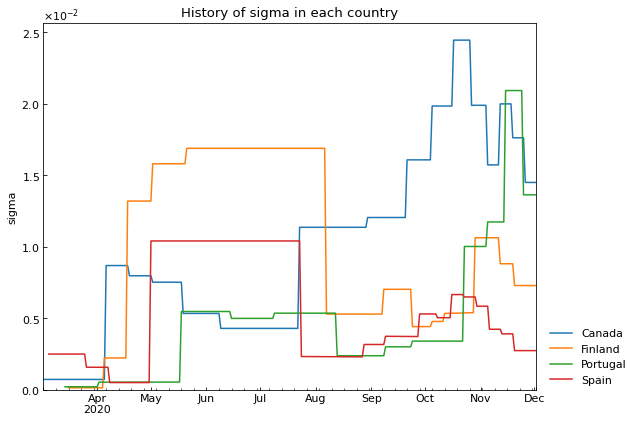 History of sigma in each country
×10⁻²
2.5
2.0
1.5
1.0
0.5
0.0
sigma
Apr May Jun Jul Aug Sep Oct Nov Dec
2020
Canada
Finland
Portugal
Spain